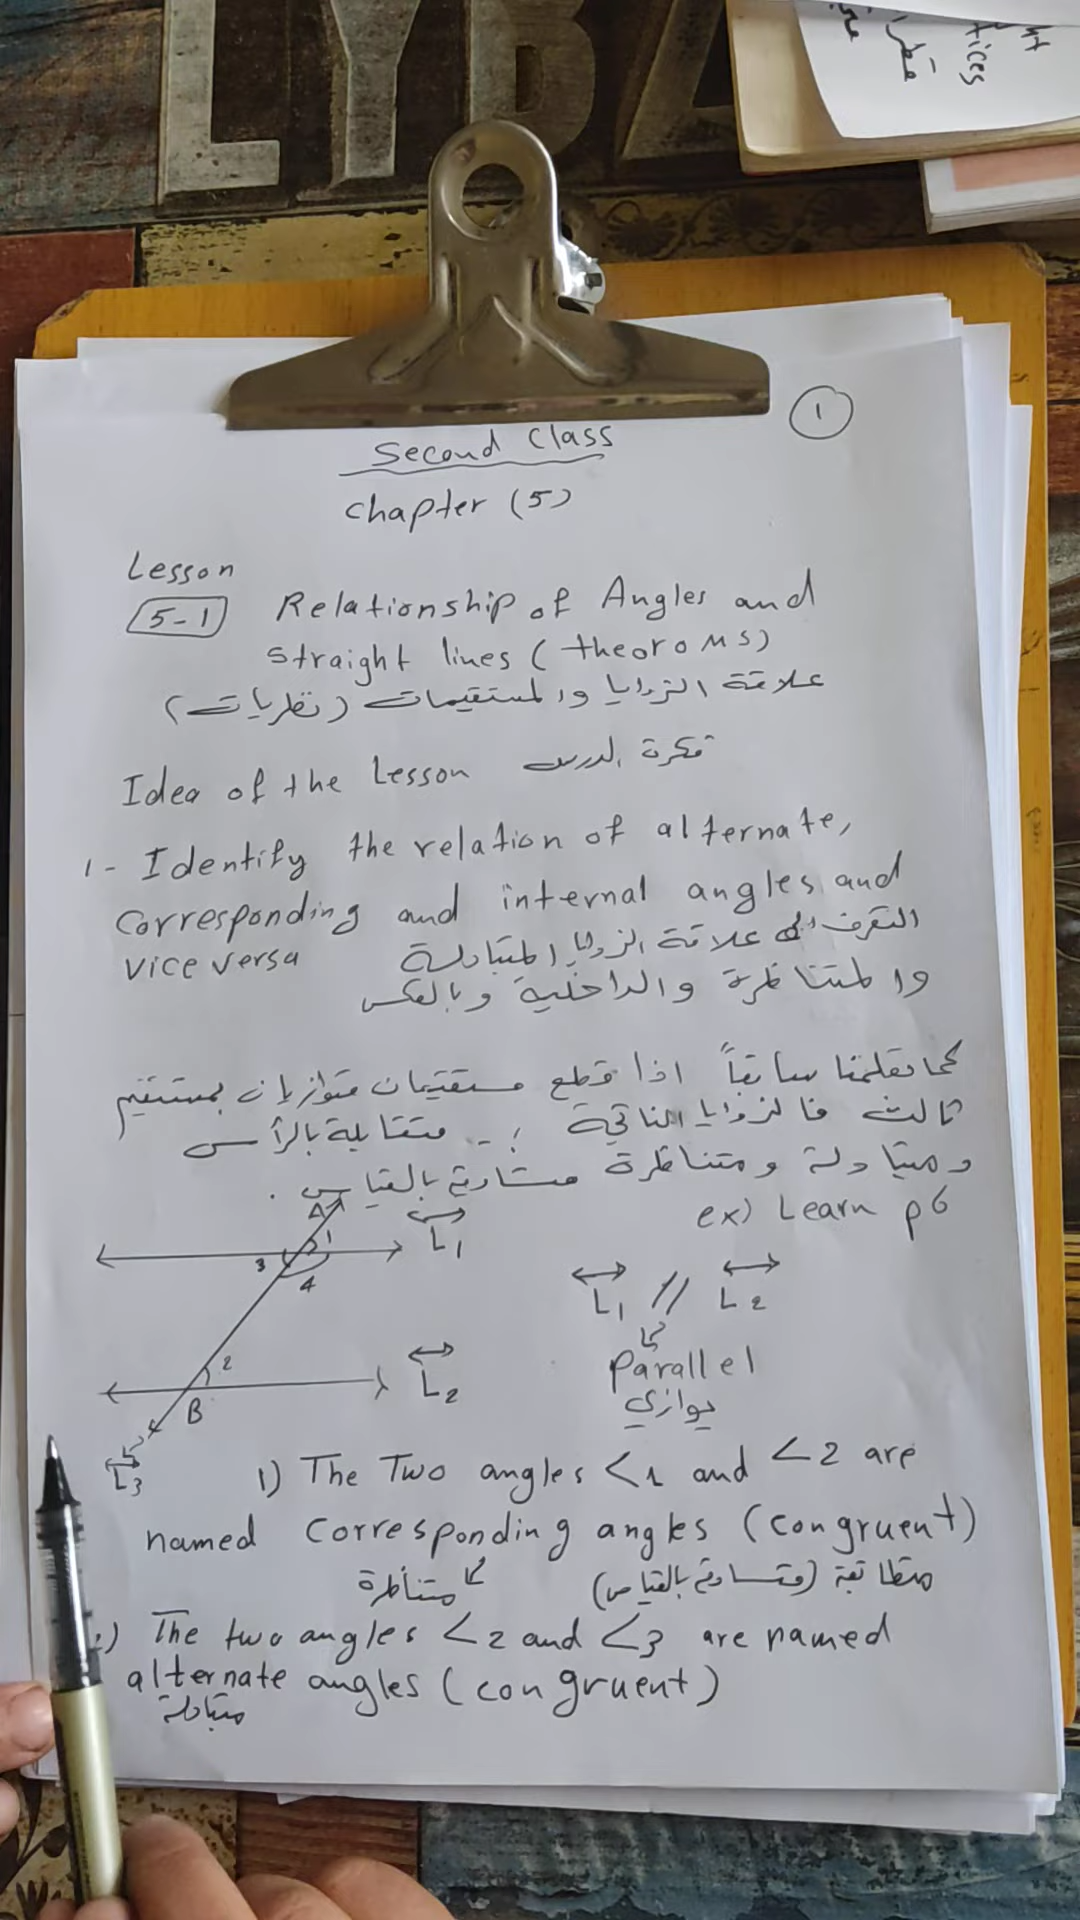 LYBZ
ht
tices
①
Second Class
Chapter (5)
Lesson
5-1 Relationship of Angles and
straight lines (theoroms)
علاقة الزوايا والمستقيمات (نظريات)
Idea of the Lesson فكرة الدرس
1- Identify the relation of alternate,
Corresponding and internal angles and
vice versa التعرف الى علاقة الزوايا المتبادلة
والمتناظرة والداخلية وبالعكس
كما تعلمنا سابقاً اذا قطع مستقيمان متوازيان بمستقيم
ثالث فالزوايا الناتجة :- متقابلة بالرأس
ومتبادلة ومتناظرة متساوية بالقياس .
ex) Learn p6
A 1 L1
3 4
L1 // L2
2
L2
B
Parallel
يوازي
L3
1) The Two angles <1 and <2 are
named corresponding angles (congruent)
متناظرة متطابقة (متساوية بالقياس)
) The two angles <2 and <3 are named
alternate angles (congruent)
متبادلة